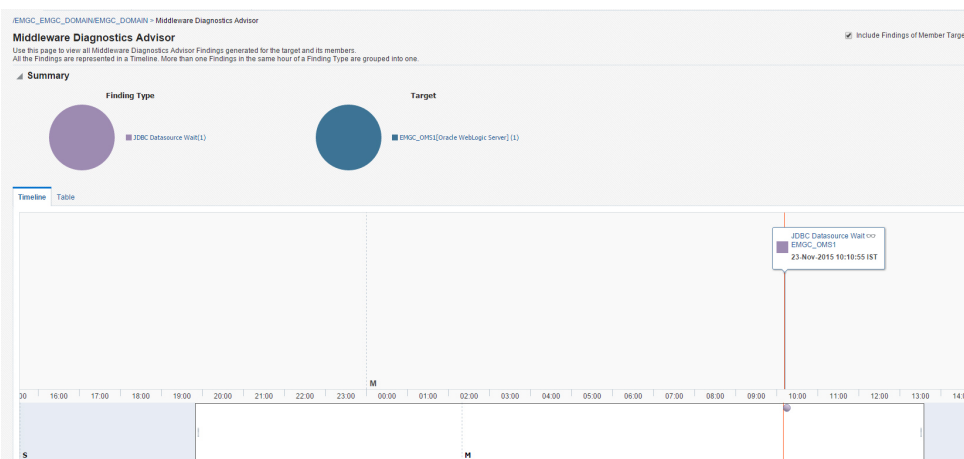 /EMGC_EMGC_DOMAIN/EMGC_DOMAIN > Middleware Diagnostics Advisor
Middleware Diagnostics Advisor
Include Findings of Member Targe
Use this page to view all Middleware Diagnostics Advisor Findings generated for the target and its members.
All the Findings are represented in a Timeline. More than one Findings in the same hour of a Finding Type are grouped into one.
Summary
Finding Type
Target
JDBC Datasource Wait(1)
EMGC_OMS1[Oracle WebLogic Server] (1)
Timeline Table
JDBC Datasource Wait
EMGC_OMS1
23-Nov-2015 10:10:55 IST
M
00 16:00 17:00 18:00 19:00 20:00 21:00 22:00 23:00 00:00 01:00 02:00 03:00 04:00 05:00 06:00 07:00 08:00 09:00 10:00 11:00 12:00 13:00 14:0
S M